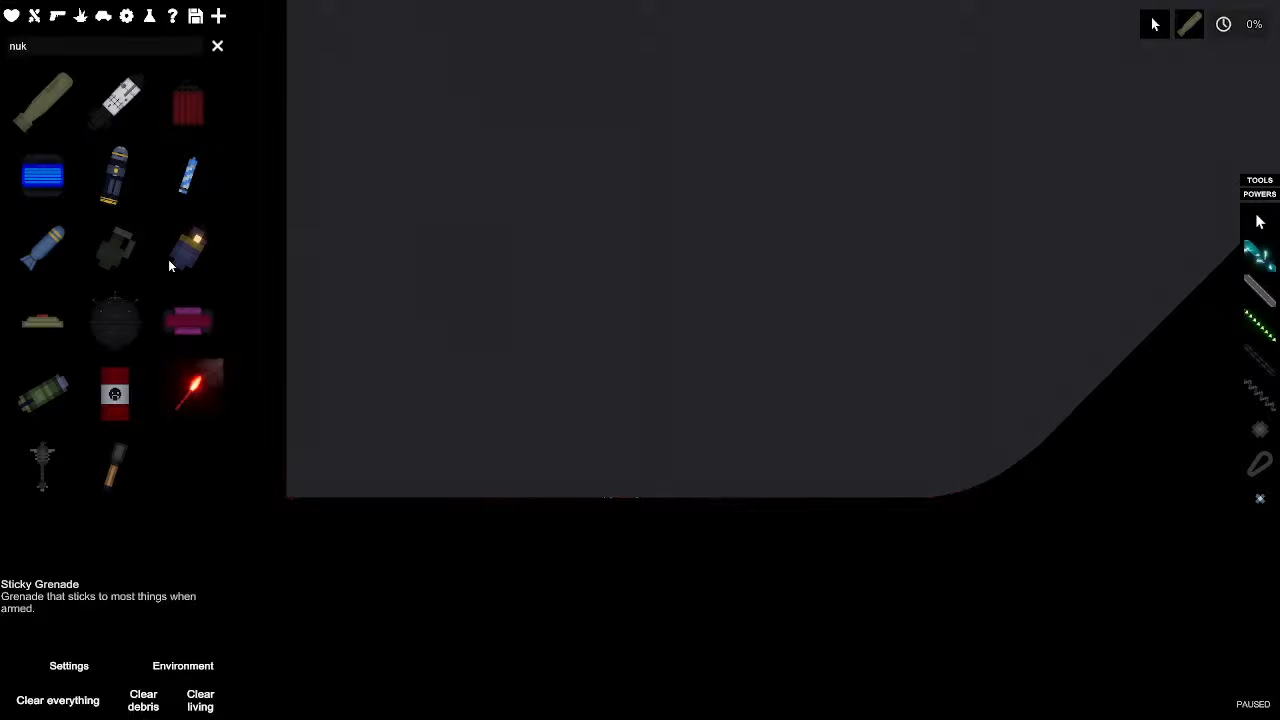 nuk
0%
TOOLS
POWERS
Sticky Grenade
Grenade that sticks to most things when
armed.
Settings
Environment
Clear everything
Clear
debris
Clear
living
PAUSED